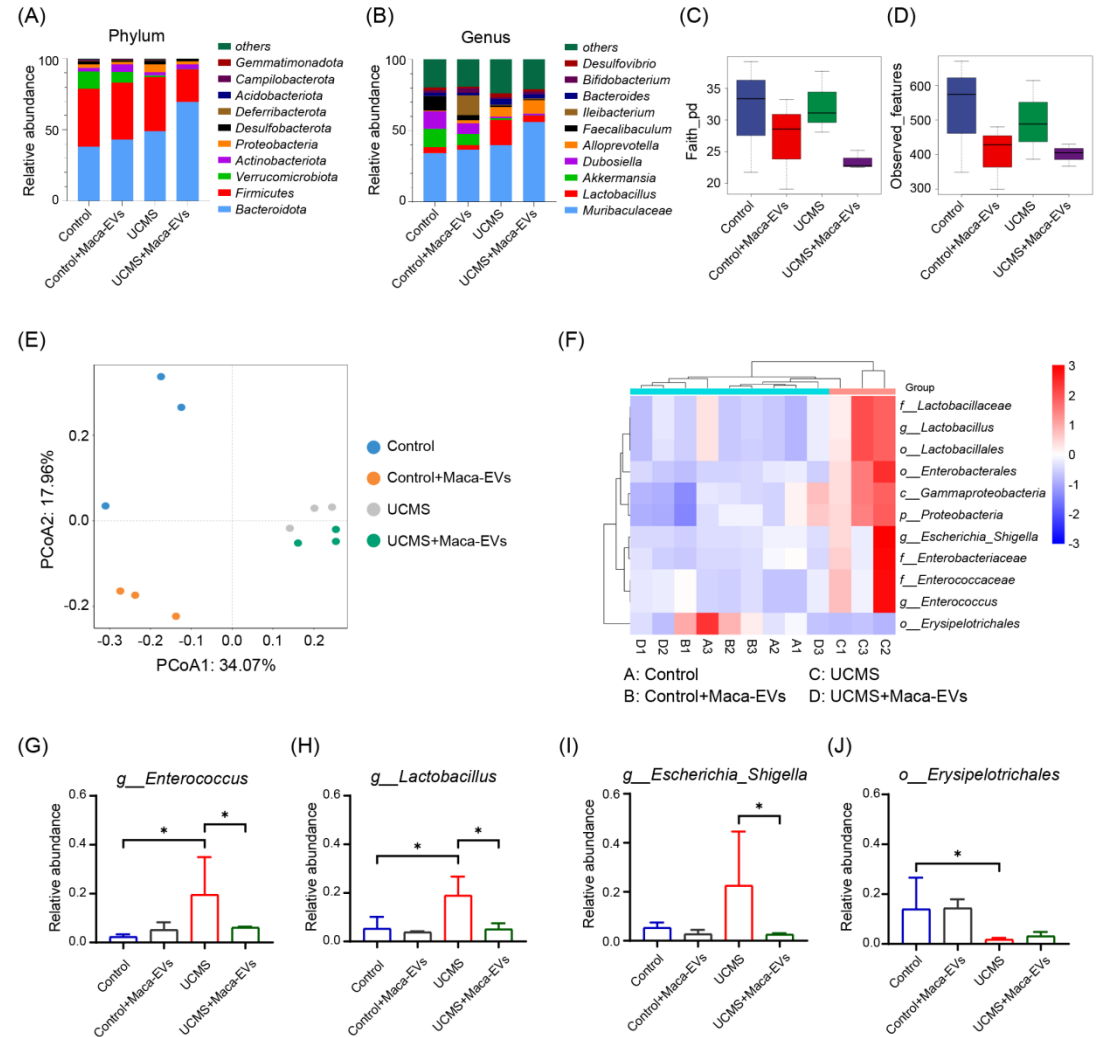 (A)
Phylum
Relative abundance
100
50
0
Control
Control+Maca-EVs
UCMS
UCMS+Maca-EVs
others
Gemmatimonadota
Campilobacterota
Acidobacteriota
Deferribacterota
Desulfobacterota
Proteobacteria
Actinobacteriota
Verrucomicrobiota
Firmicutes
Bacteroidota
(B)
Genus
Relative abundance
100
50
0
Control
Control+Maca-EVs
UCMS
UCMS+Maca-EVs
others
Desulfovibrio
Bifidobacterium
Bacteroides
Ileibacterium
Faecalibaculum
Alloprevotella
Dubosiella
Akkermansia
Lactobacillus
Muribaculaceae
(C)
Faith_pd
35
30
25
20
Control
Control+Maca-EVs
UCMS
UCMS+Maca-EVs
(D)
Observed_features
600
500
400
300
Control
Control+Maca-EVs
UCMS
UCMS+Maca-EVs
(E)
PCoA2: 17.96%
0.2
0.0
-0.2
-0.3 -0.2 -0.1 0.0 0.1 0.2
PCoA1: 34.07%
Control
Control+Maca-EVs
UCMS
UCMS+Maca-EVs
(F)
Group
f__Lactobacillaceae
g__Lactobacillus
o__Lactobacillales
o__Enterobacterales
c__Gammaproteobacteria
p__Proteobacteria
g__Escherichia_Shigella
f__Enterobacteriaceae
f__Enterococcaceae
g__Enterococcus
o__Erysipelotrichales
3
2
1
0
-1
-2
-3
D1 D2 B1 A3 B2 B3 A2 A1 D3 C1 C3 C2
A: Control C: UCMS
B: Control+Maca-EVs D: UCMS+Maca-EVs
(G)
g__Enterococcus
Relative abundance
0.6
0.4
0.2
0.0
* *
Control
Control+Maca-EVs
UCMS
UCMS+Maca-EVs
(H)
g__Lactobacillus
Relative abundance
0.6
0.4
0.2
0.0
* *
Control
Control+Maca-EVs
UCMS
UCMS+Maca-EVs
(I)
g__Escherichia_Shigella
Relative abundance
0.6
0.4
0.2
0.0
*
Control
Control+Maca-EVs
UCMS
UCMS+Maca-EVs
(J)
o__Erysipelotrichales
Relative abundance
0.6
0.4
0.2
0.0
*
Control
Control+Maca-EVs
UCMS
UCMS+Maca-EVs